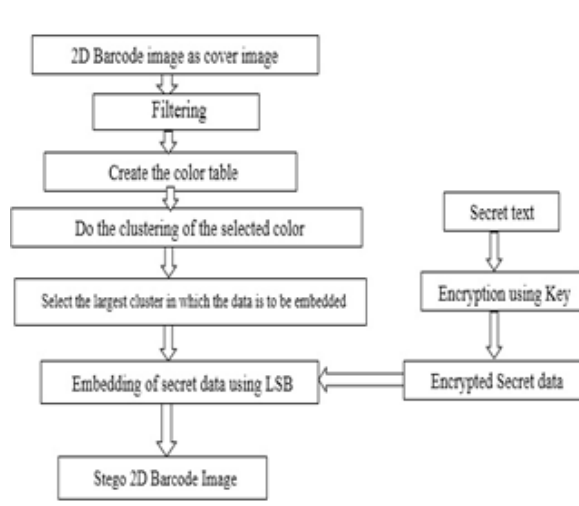 2D Barcode image as cover image
Filtering
Create the color table
Do the clustering of the selected color
Select the largest cluster in which the data is to be embedded
Embedding of secret data using LSB
Stego 2D Barcode Image
Secret text
Encryption using Key
Encrypted Secret data